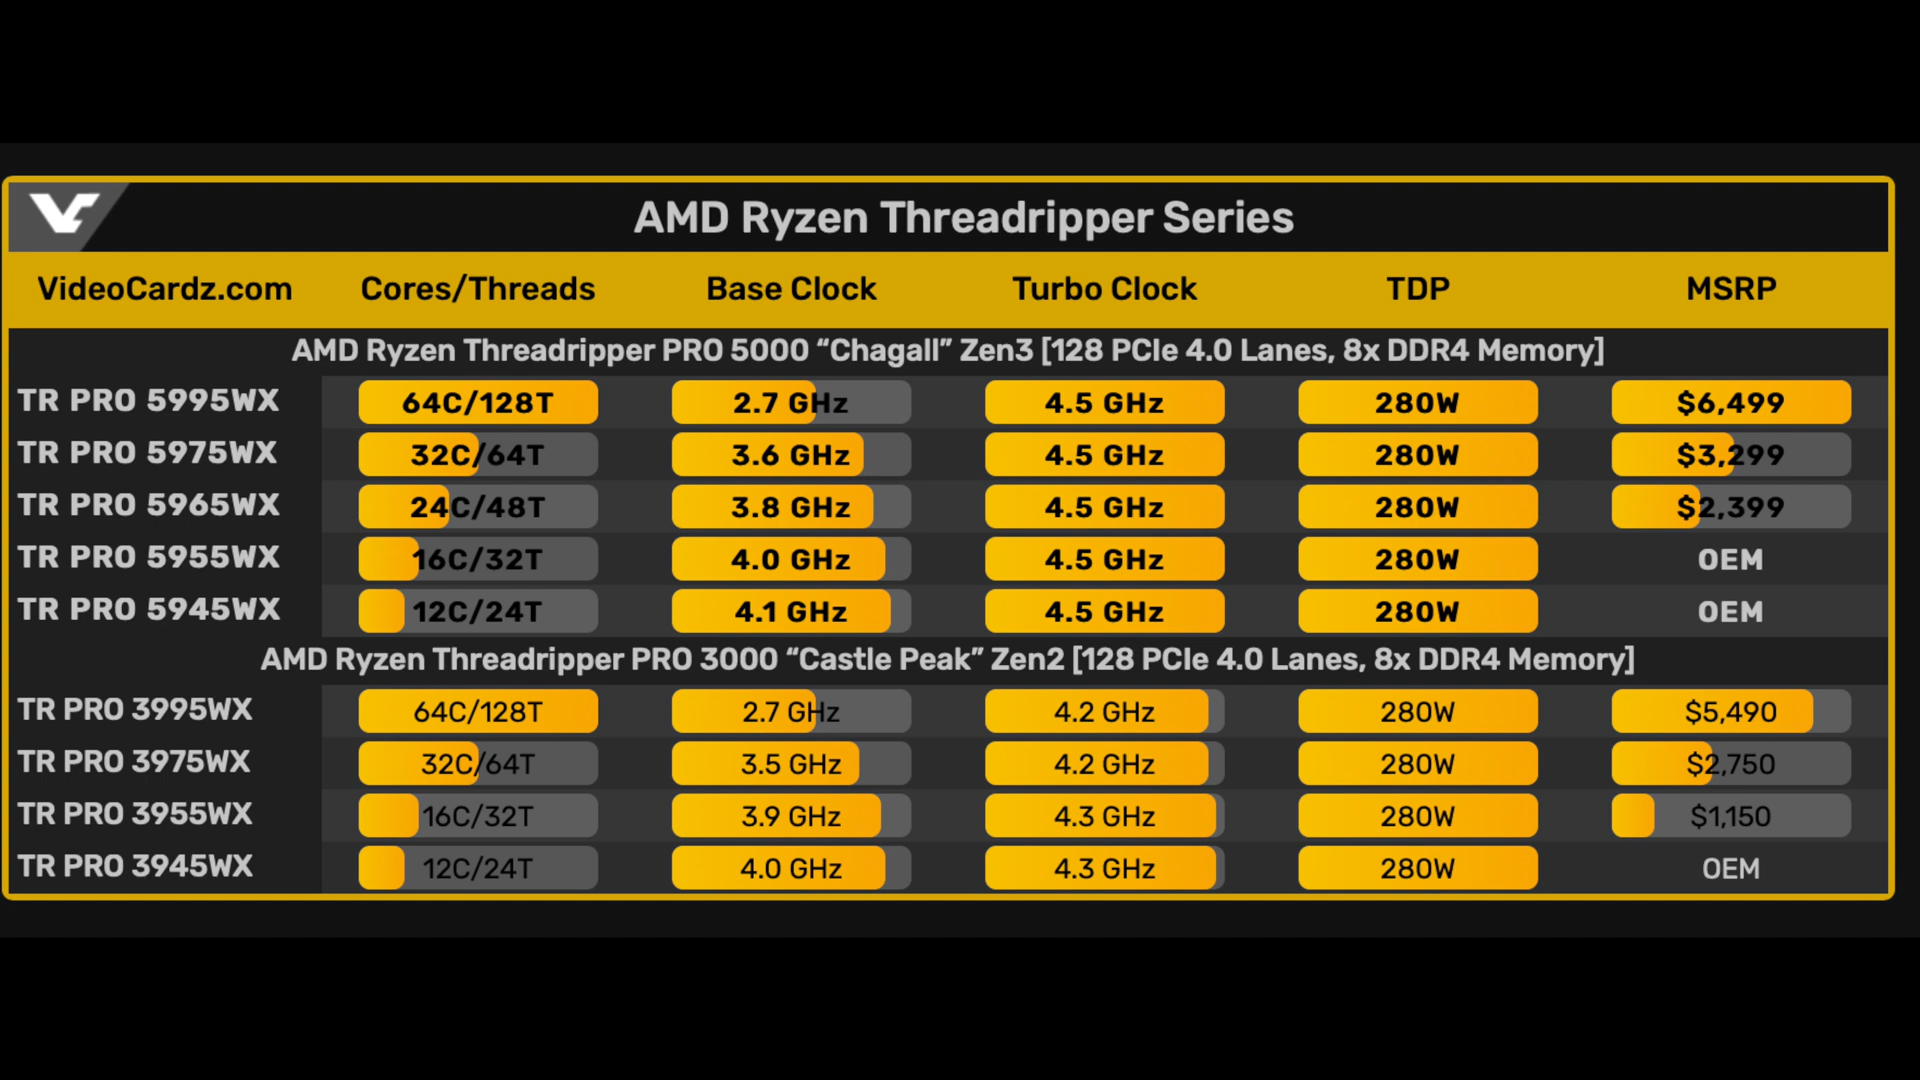 AMD Ryzen Threadripper Series
VideoCardz.com Cores/Threads Base Clock Turbo Clock TDP MSRP
AMD Ryzen Threadripper PRO 5000 “Chagall” Zen3 [128 PCIe 4.0 Lanes, 8x DDR4 Memory]
TR PRO 5995WX 64C/128T 2.7 GHz 4.5 GHz 280W $6,499
TR PRO 5975WX 32C/64T 3.6 GHz 4.5 GHz 280W $3,299
TR PRO 5965WX 24C/48T 3.8 GHz 4.5 GHz 280W $2,399
TR PRO 5955WX 16C/32T 4.0 GHz 4.5 GHz 280W OEM
TR PRO 5945WX 12C/24T 4.1 GHz 4.5 GHz 280W OEM
AMD Ryzen Threadripper PRO 3000 “Castle Peak” Zen2 [128 PCIe 4.0 Lanes, 8x DDR4 Memory]
TR PRO 3995WX 64C/128T 2.7 GHz 4.2 GHz 280W $5,490
TR PRO 3975WX 32C/64T 3.5 GHz 4.2 GHz 280W $2,750
TR PRO 3955WX 16C/32T 3.9 GHz 4.3 GHz 280W $1,150
TR PRO 3945WX 12C/24T 4.0 GHz 4.3 GHz 280W OEM